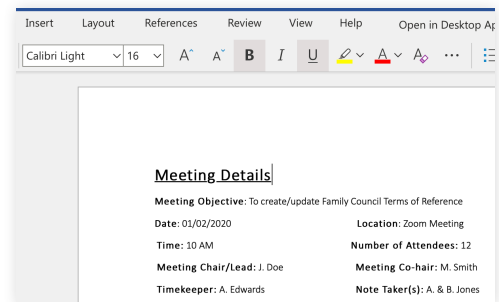 Insert Layout References Review View Help Open in Desktop Ap
Calibri Light 16 A A B I U A A ...
Meeting Details
Meeting Objective: To create/update Family Council Terms of Reference
Date: 01/02/2020 Location: Zoom Meeting
Time: 10 AM Number of Attendees: 12
Meeting Chair/Lead: J. Doe Meeting Co-hair: M. Smith
Timekeeper: A. Edwards Note Taker(s): A. & B. Jones